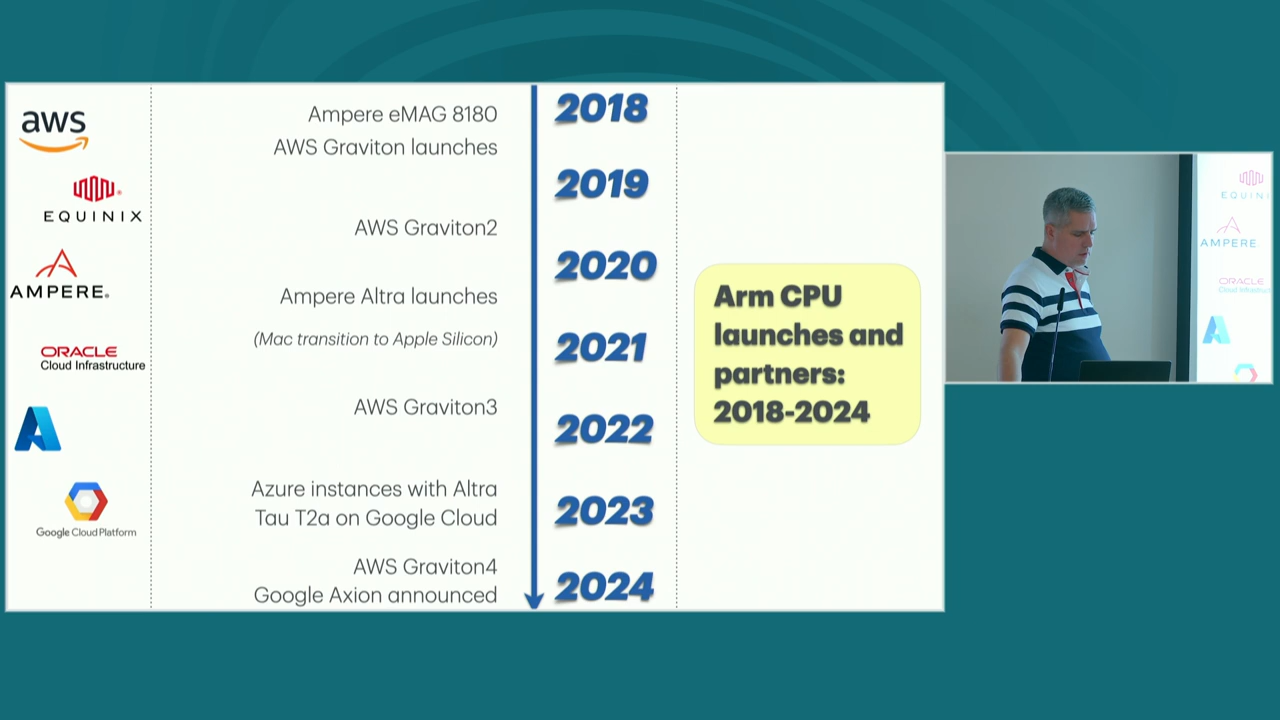 aws
EQUINIX
AMPERE
ORACLE
Cloud Infrastructure
Google Cloud Platform
Ampere eMAG 8180
AWS Graviton launches
AWS Graviton2
Ampere Altra launches
(Mac transition to Apple Silicon)
AWS Graviton3
Azure instances with Altra
Tau T2a on Google Cloud
AWS Graviton4
Google Axion announced
2018
2019
2020
2021
2022
2023
2024
Arm CPU
launches and
partners:
2018-2024
EQUINI
AMPERE
ORACLE
Cloud Infrastruct